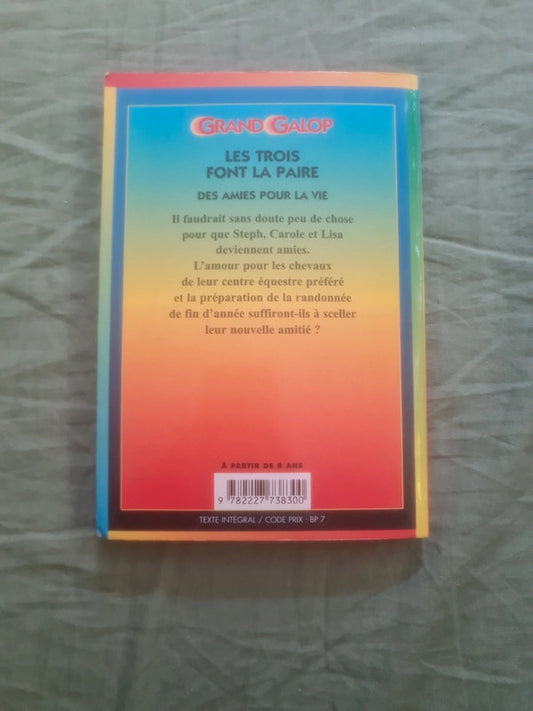 GRAND GALOP
LES TROIS
FONT LA PAIRE
DES AMIES POUR LA VIE
Il faudrait sans doute peu de chose
pour que Steph, Carole et Lisa
deviennent amies.
L'amour pour les chevaux
de leur centre équestre préféré
et la préparation de la randonnée
de fin d'année suffiront-ils à sceller
leur nouvelle amitié ?
À PARTIR DE 8 ANS
9 782227 738300
TEXTE INTÉGRAL / CODE PRIX : BP 7